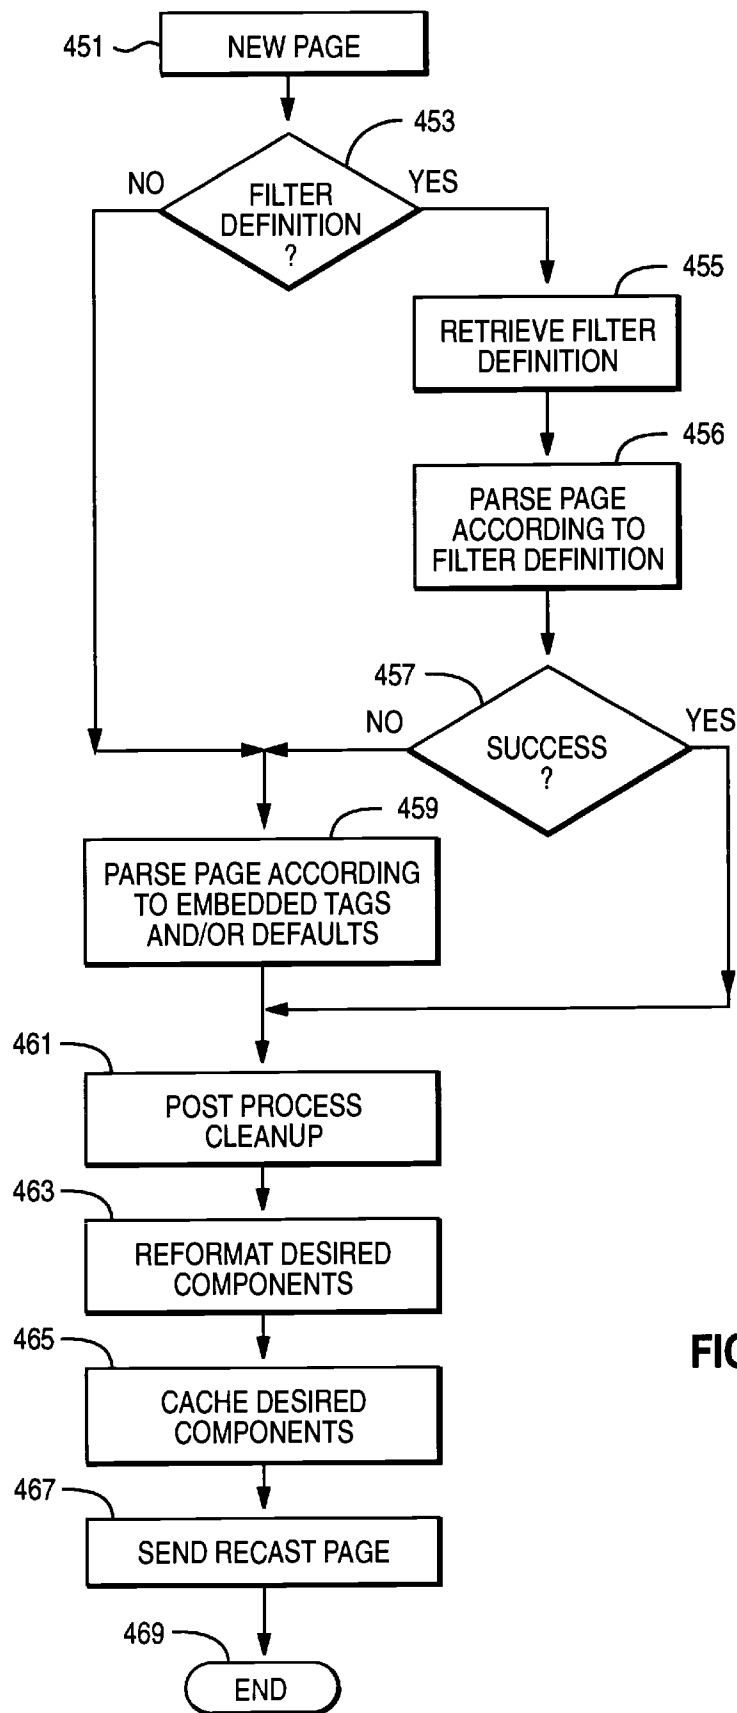 451
NEW PAGE
453
NO
YES
FILTER
DEFINITION
?
455
RETRIEVE FILTER
DEFINITION
456
PARSE PAGE
ACCORDING TO
FILTER DEFINITION
457
NO
YES
SUCCESS
?
459
PARSE PAGE ACCORDING
TO EMBEDDED TAGS
AND/OR DEFAULTS
461
POST PROCESS
CLEANUP
463
REFORMAT DESIRED
COMPONENTS
465
CACHE DESIRED
COMPONENTS
467
SEND RECAST PAGE
469
END